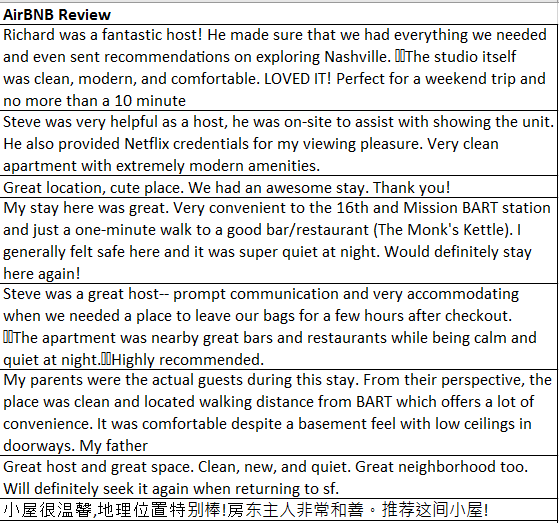 AirBNB Review
Richard was a fantastic host! He made sure that we had everything we needed
and even sent recommendations on exploring Nashville. The studio itself
was clean, modern, and comfortable. LOVED IT! Perfect for a weekend trip and
no more than a 10 minute
Steve was very helpful as a host, he was on-site to assist with showing the unit.
He also provided Netflix credentials for my viewing pleasure. Very clean
apartment with extremely modern amenities.
Great location, cute place. We had an awesome stay. Thank you!
My stay here was great. Very convenient to the 16th and Mission BART station
and just a one-minute walk to a good bar/restaurant (The Monk's Kettle). I
generally felt safe here and it was super quiet at night. Would definitely stay
here again!
Steve was a great host-- prompt communication and very accommodating
when we needed a place to leave our bags for a few hours after checkout.
The apartment was nearby great bars and restaurants while being calm and
quiet at night.Highly recommended.
My parents were the actual guests during this stay. From their perspective, the
place was clean and located walking distance from BART which offers a lot of
convenience. It was comfortable despite a basement feel with low ceilings in
doorways. My father
Great host and great space. Clean, new, and quiet. Great neighborhood too.
Will definitely seek it again when returning to sf.
小屋很温馨,地理位置特别棒!房东主人非常和善。推荐这间小屋!